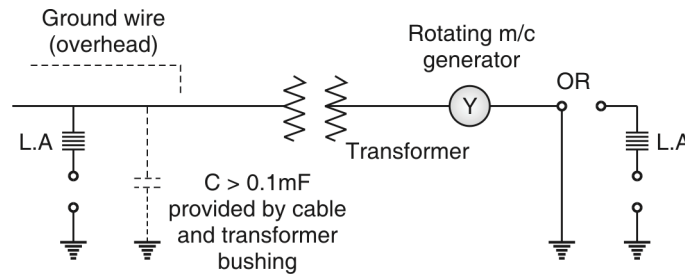 Ground wire
(overhead)
Rotating m/c
generator
OR
Y
L.A
L.A
Transformer
C > 0.1mF
provided by cable
and transformer
bushing